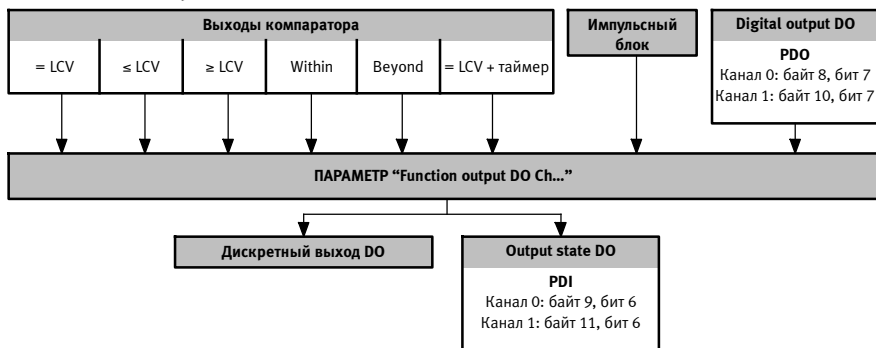 Выходы компаратора
= LCV
≤ LCV
≥ LCV
Within
Beyond
= LCV + таймер
Импульсный
блок
Digital output DO
PDO
Канал 0: байт 8, бит 7
Канал 1: байт 10, бит 7
ПАРАМЕТР “Function output DO Ch...”
Дискретный выход DO
Output state DO
PDI
Канал 0: байт 9, бит 6
Канал 1: байт 11, бит 6